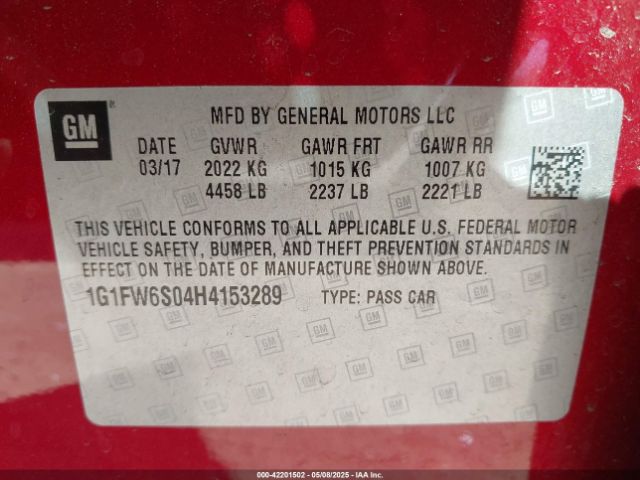 GM
MFD BY GENERAL MOTORS LLC
DATE GVWR GAWR FRT GAWR RR
03/17 2022 KG 1015 KG 1007 KG
4458 LB 2237 LB 2221 LB
THIS VEHICLE CONFORMS TO ALL APPLICABLE U.S. FEDERAL MOTOR
VEHICLE SAFETY, BUMPER, AND THEFT PREVENTION STANDARDS IN
EFFECT ON THE DATE OF MANUFACTURE SHOWN ABOVE.
1G1FW6S04H4153289 TYPE: PASS CAR
000-42201502 - 05/08/2025 - IAAI, Inc.